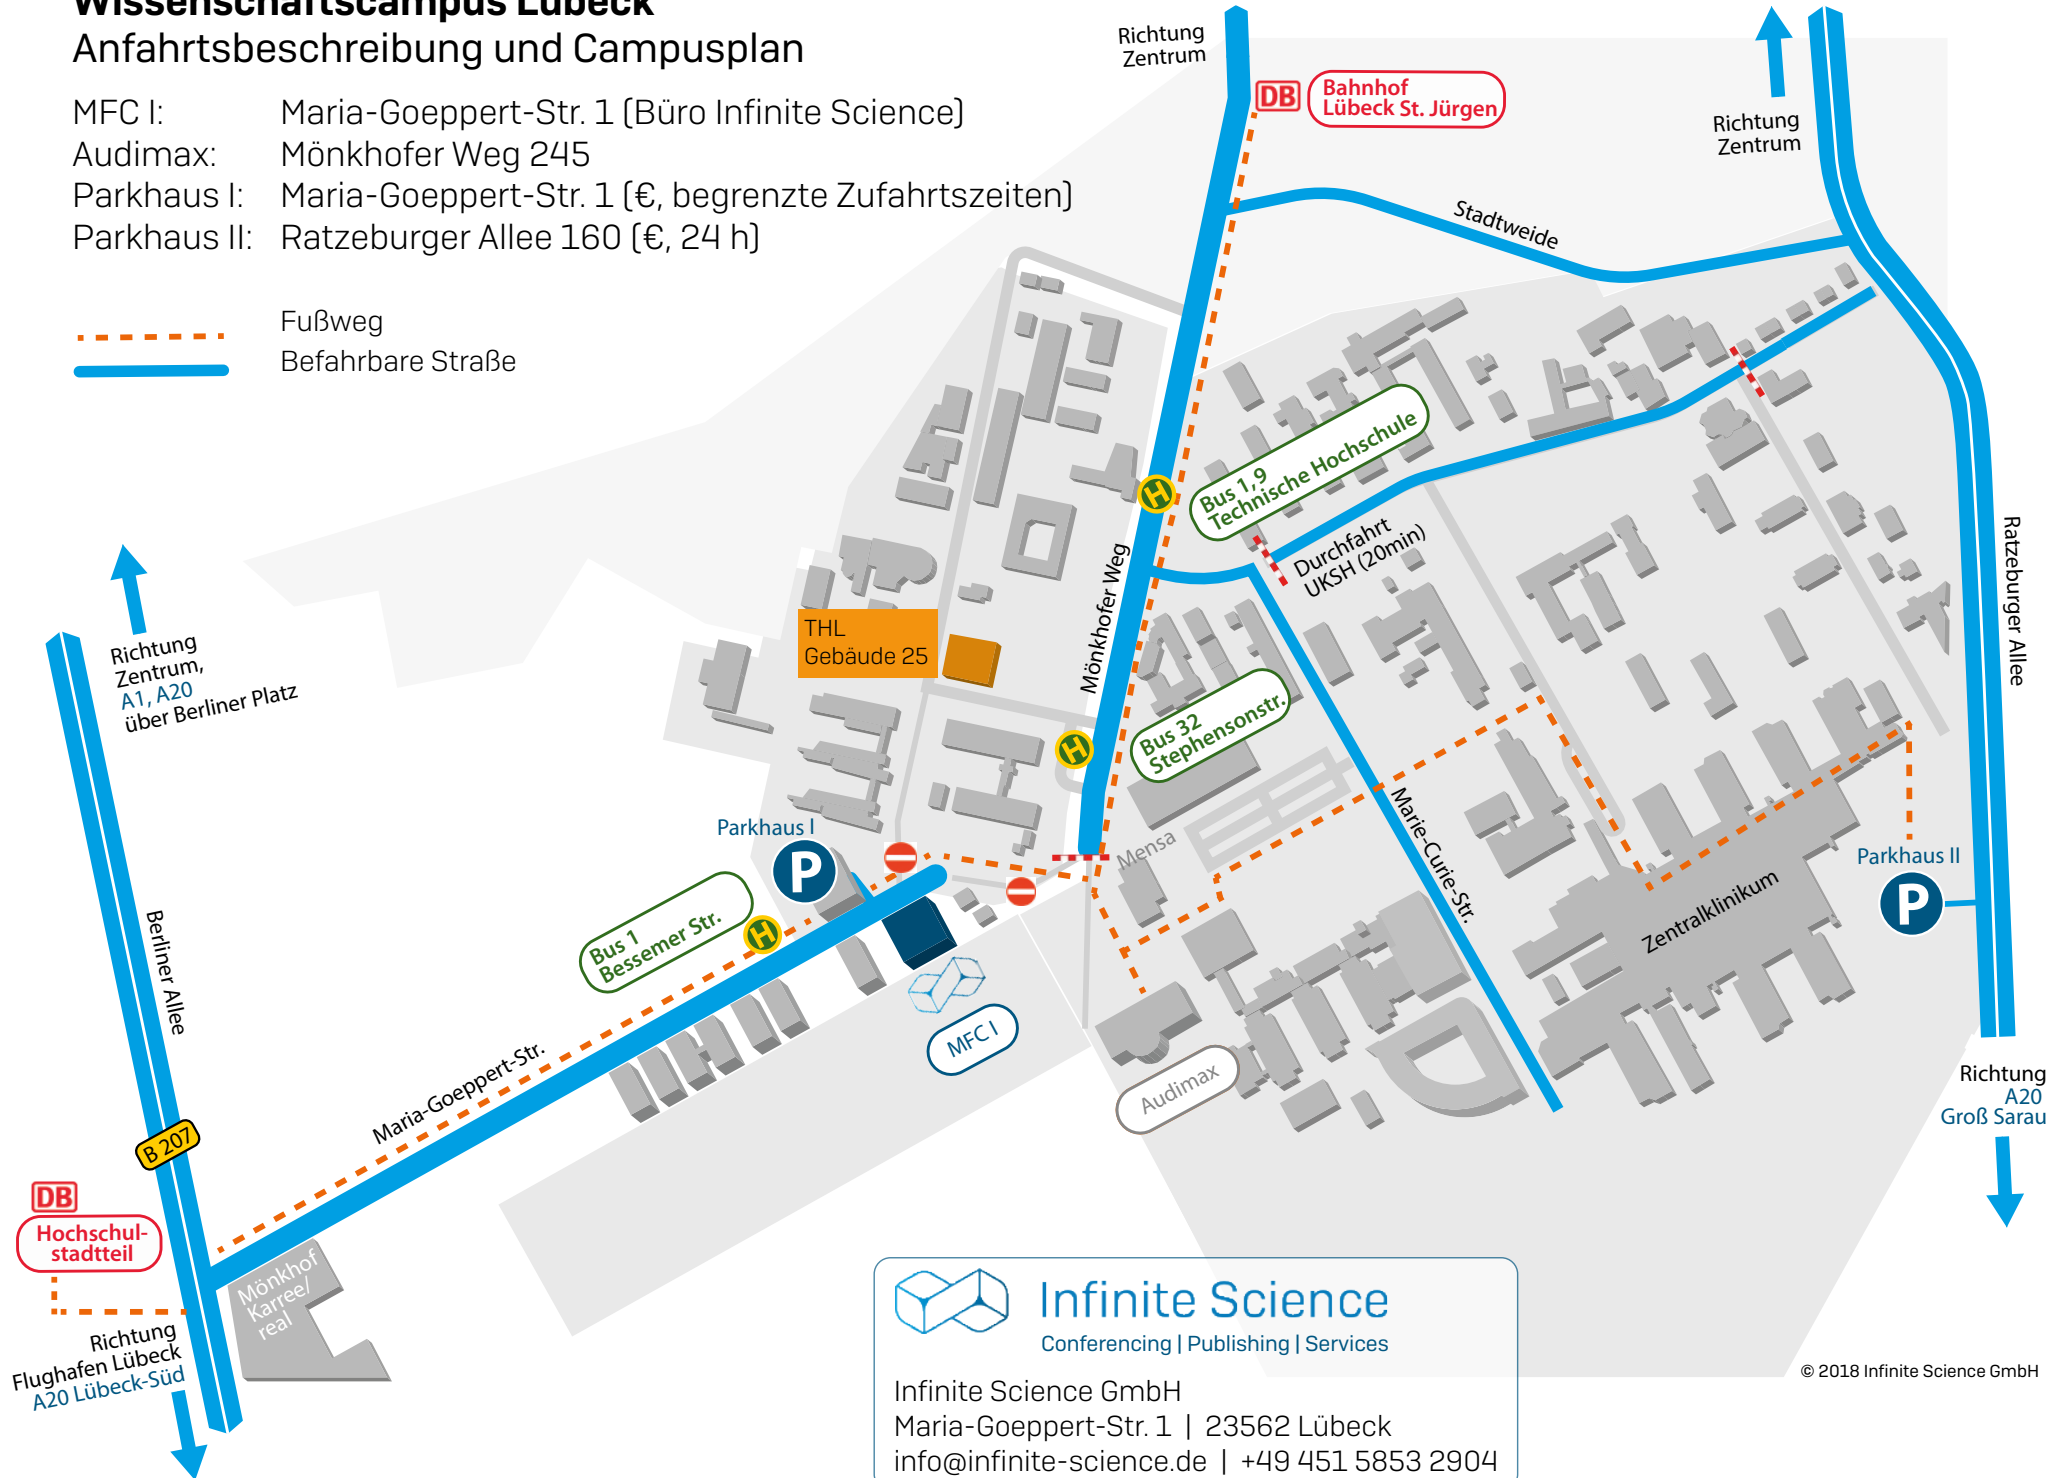 Wissenschaftscampus Lübeck
Anfahrtsbeschreibung und Campusplan
MFC I: Maria-Goeppert-Str. 1 (Büro Infinite Science)
Audimax: Mönkhofer Weg 245
Parkhaus I: Maria-Goeppert-Str. 1 (€, begrenzte Zufahrtszeiten)
Parkhaus II: Ratzeburger Allee 160 (€, 24 h)
Fußweg
Befahrbare Straße
Richtung
Zentrum
DB
Bahnhof
Lübeck St. Jürgen
Richtung
Zentrum
Stadtweide
Bus 1,9
Technische Hochschule
H
Durchfahrt
UKSH (20min)
Mönkhofer Weg
Ratzeburger Allee
THL
Gebäude 25
Richtung
Zentrum,
A1, A20
über Berliner Platz
Bus 32
Stephensonstr.
H
Mensa
Marie-Curie-Str.
Parkhaus I
P
Parkhaus II
P
Zentralklinikum
Bus 1
Bessemer Str.
H
Berliner Allee
MFC I
Audimax
Maria-Goeppert-Str.
B 207
Richtung
A20
Groß Sarau
DB
Hochschul-
stadtteil
Mönkhof
Karree/
real
Richtung
Flughafen Lübeck
A20 Lübeck-Süd
Infinite Science
Conferencing | Publishing | Services
Infinite Science GmbH
Maria-Goeppert-Str. 1 | 23562 Lübeck
info@infinite-science.de | +49 451 5853 2904
© 2018 Infinite Science GmbH